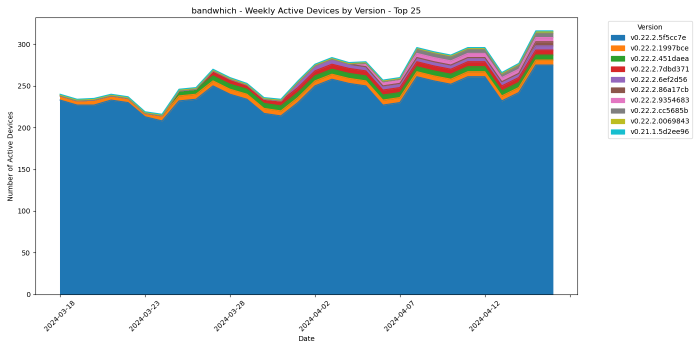 bandwhich - Weekly Active Devices by Version - Top 25
Number of Active Devices
300
250
200
150
100
50
0
2024-03-18
2024-03-23
2024-03-28
2024-04-02
2024-04-07
2024-04-12
Date
Version
v0.22.2.5f5cc7e
v0.22.2.1997bce
v0.22.2.451daea
v0.22.2.7dbd371
v0.22.2.6ef2d56
v0.22.2.86a17cb
v0.22.2.9354683
v0.22.2.cc5685b
v0.22.2.0069843
v0.21.1.5d2ee96